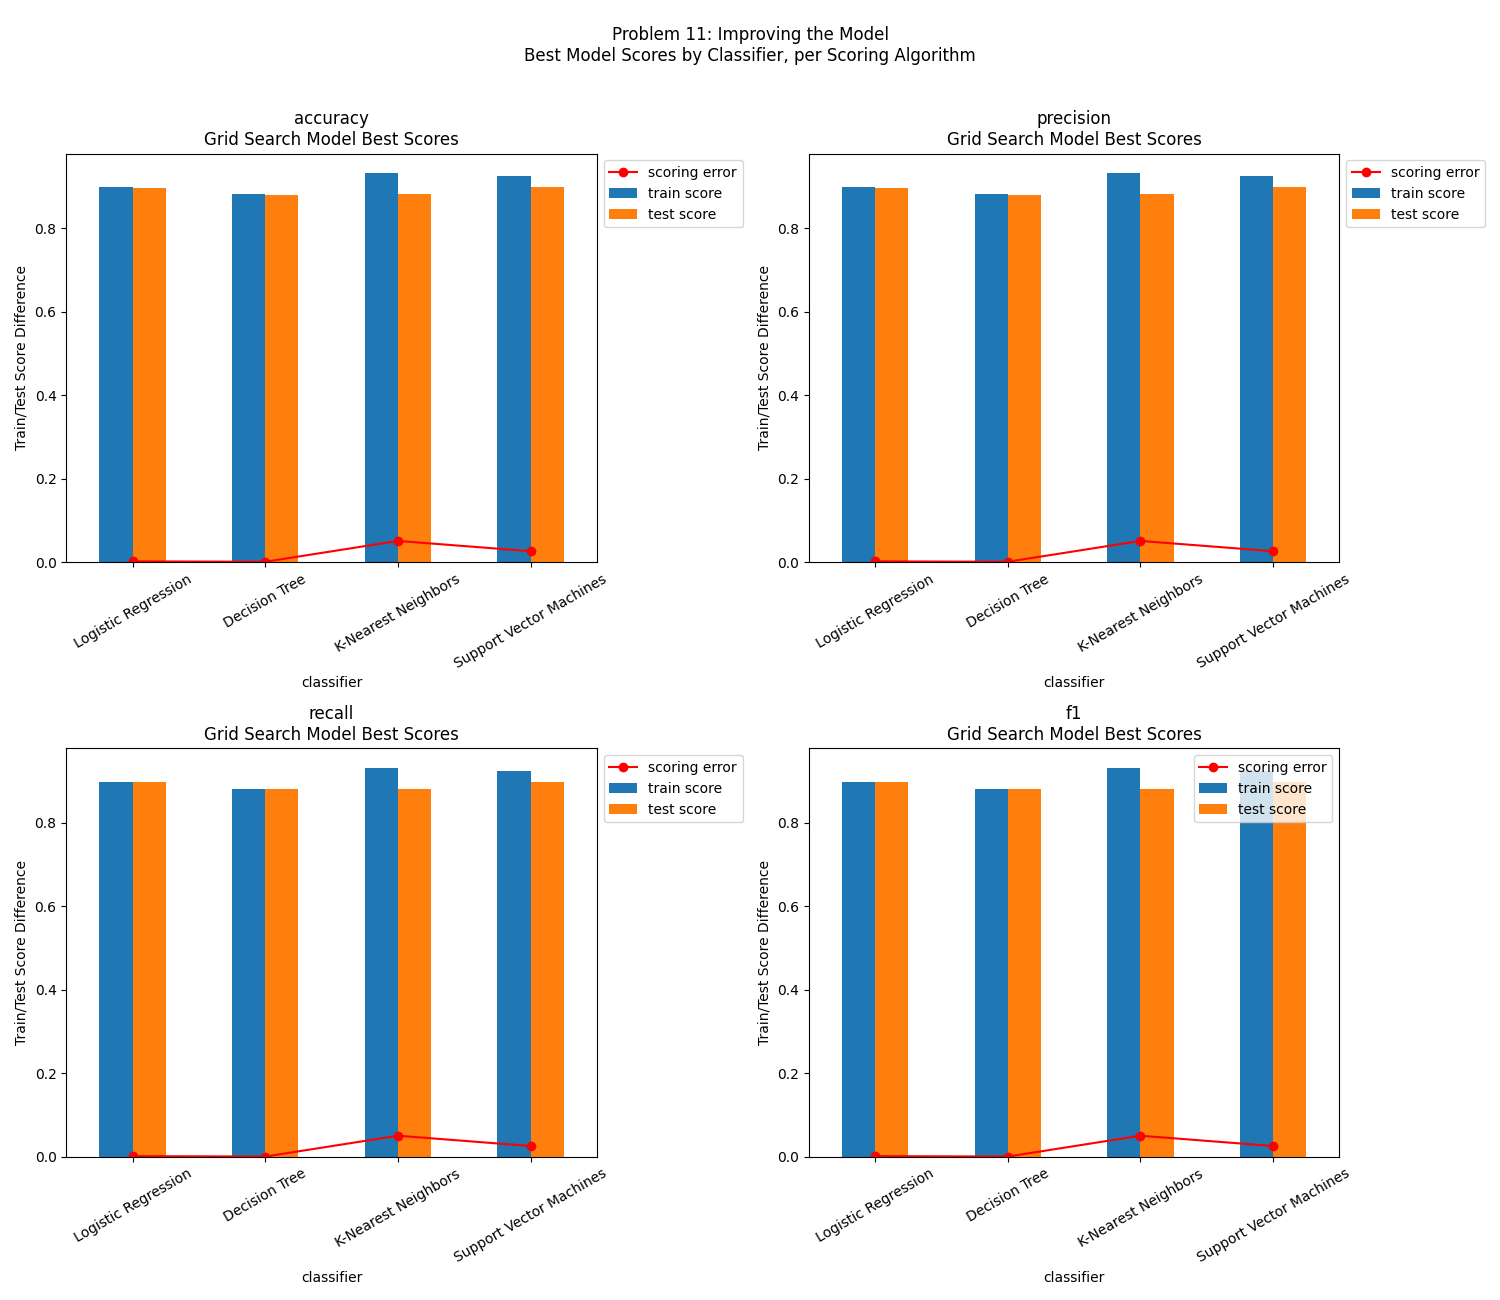 Problem 11: Improving the Model
Best Model Scores by Classifier, per Scoring Algorithm
accuracy
Grid Search Model Best Scores
scoring error
train score
test score
Train/Test Score Difference
0.8
0.6
0.4
0.2
0.0
Logistic Regression
Decision Tree
K-Nearest Neighbors
Support Vector Machines
classifier
precision
Grid Search Model Best Scores
scoring error
train score
test score
Train/Test Score Difference
0.8
0.6
0.4
0.2
0.0
Logistic Regression
Decision Tree
K-Nearest Neighbors
Support Vector Machines
classifier
recall
Grid Search Model Best Scores
scoring error
train score
test score
Train/Test Score Difference
0.8
0.6
0.4
0.2
0.0
Logistic Regression
Decision Tree
K-Nearest Neighbors
Support Vector Machines
classifier
f1
Grid Search Model Best Scores
scoring error
train score
test score
Train/Test Score Difference
0.8
0.6
0.4
0.2
0.0
Logistic Regression
Decision Tree
K-Nearest Neighbors
Support Vector Machines
classifier